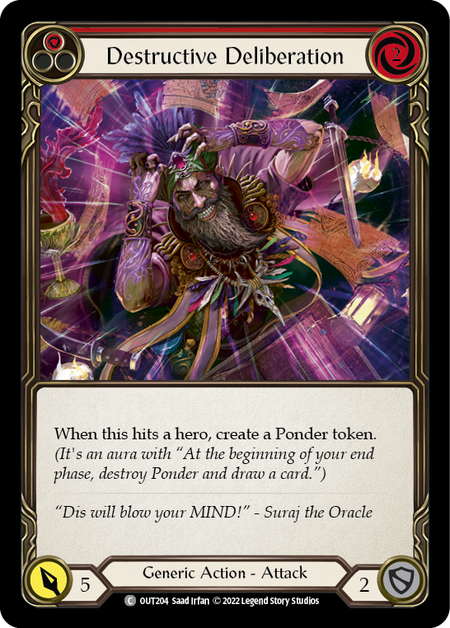 Destructive Deliberation
2
When this hits a hero, create a Ponder token.
(It's an aura with “At the beginning of your end
phase, destroy Ponder and draw a card.”)
“Dis will blow your MIND!” - Suraj the Oracle
5
Generic Action - Attack
2
C OUT204 Saad Irfan © 2022 Legend Story Studios